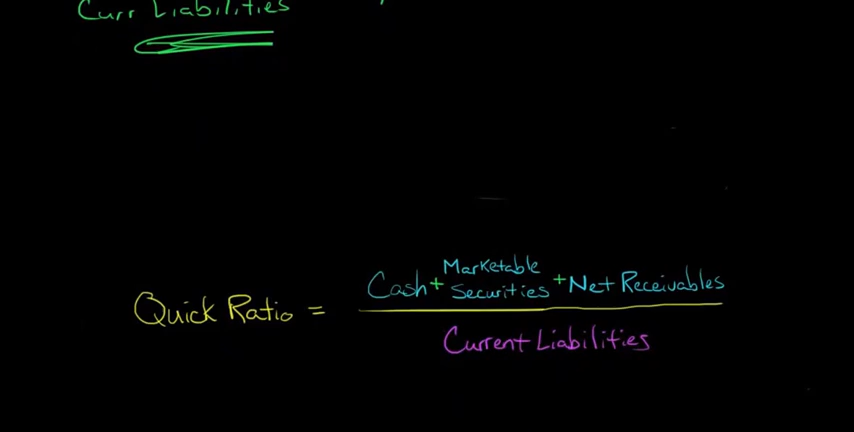 Curr Liabilities
Marketable
Cash + Securities + Net Receivables
Quick Ratio =
Current Liabilities